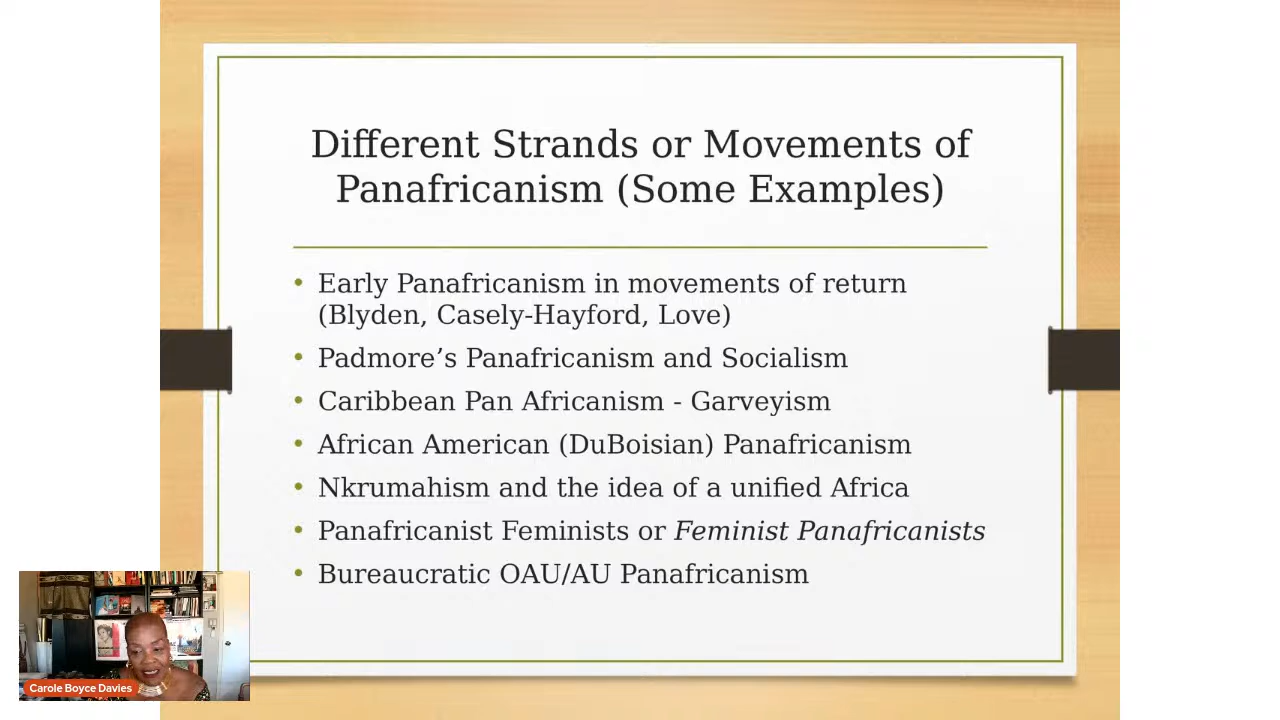 Different Strands or Movements of
Panafricanism (Some Examples)
• Early Panafricanism in movements of return
(Blyden, Casely-Hayford, Love)
• Padmore’s Panafricanism and Socialism
• Caribbean Pan Africanism - Garveyism
• African American (DuBoisian) Panafricanism
• Nkrumahism and the idea of a unified Africa
• Panafricanist Feminists or Feminist Panafricanists
• Bureaucratic OAU/AU Panafricanism
Carole Boyce Davies